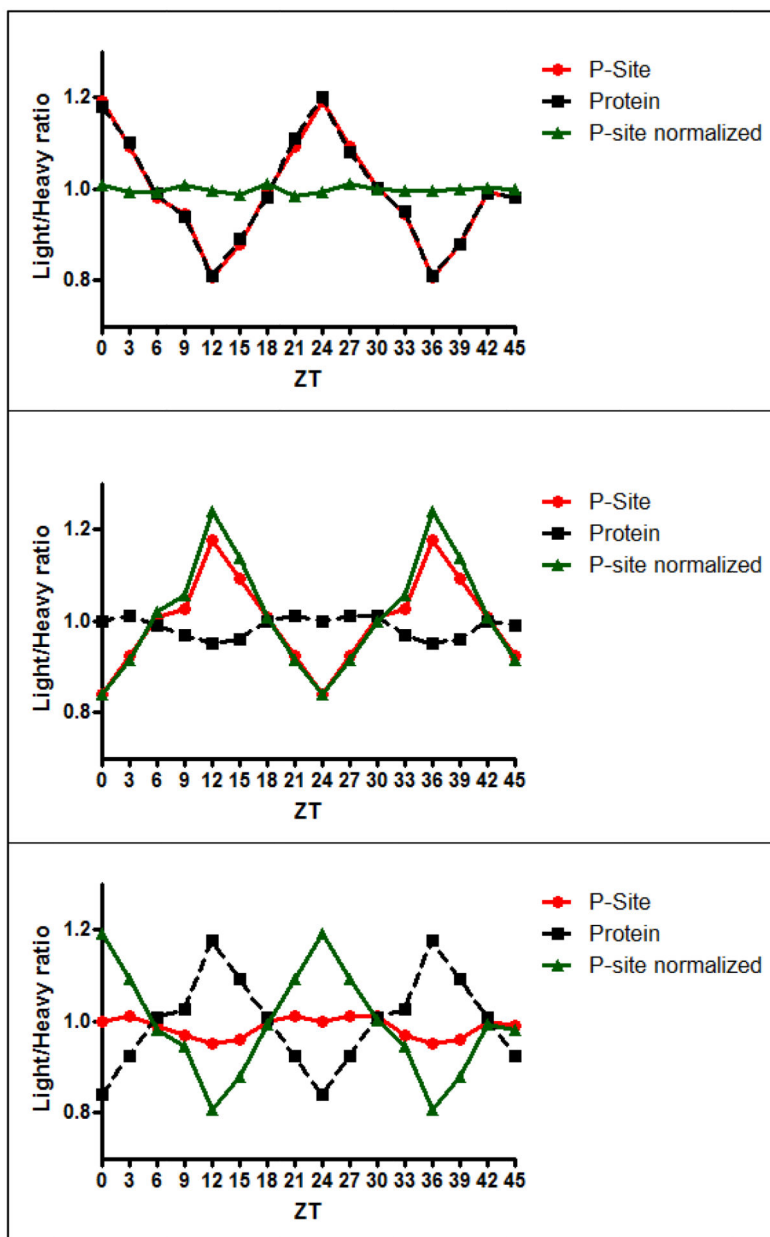 Light/Heavy ratio
1.2
1.0
0.8
0 3 6 9 12 15 18 21 24 27 30 33 36 39 42 45
ZT
P-Site
Protein
P-site normalized
Light/Heavy ratio
1.2
1.0
0.8
0 3 6 9 12 15 18 21 24 27 30 33 36 39 42 45
ZT
P-Site
Protein
P-site normalized
Light/Heavy ratio
1.2
1.0
0.8
0 3 6 9 12 15 18 21 24 27 30 33 36 39 42 45
ZT
P-Site
Protein
P-site normalized